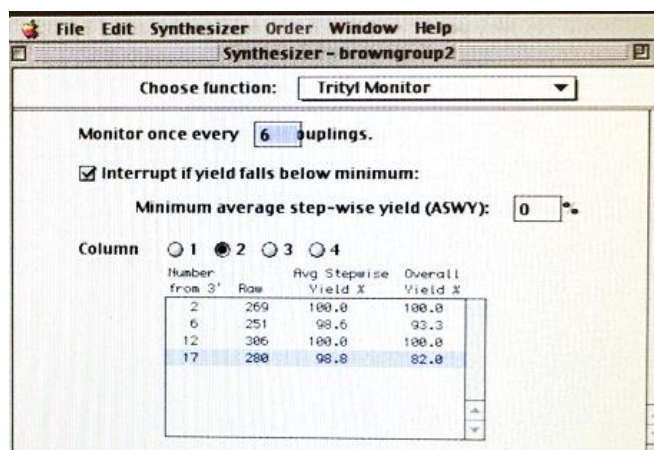 File Edit Synthesizer Order Window Help
Synthesizer - browngroup2
Choose function: Trityl Monitor
Monitor once every 6 ouplings.
Interrupt if yield falls below minimum:
Minimum average step-wise yield (ASWY): 0 %
Column 1 2 3 4
Number Avg Stepwise Overall
from 3' Raw Yield % Yield %
2 269 100.0 100.0
6 251 98.6 93.3
12 306 100.0 100.0
17 280 98.8 82.0